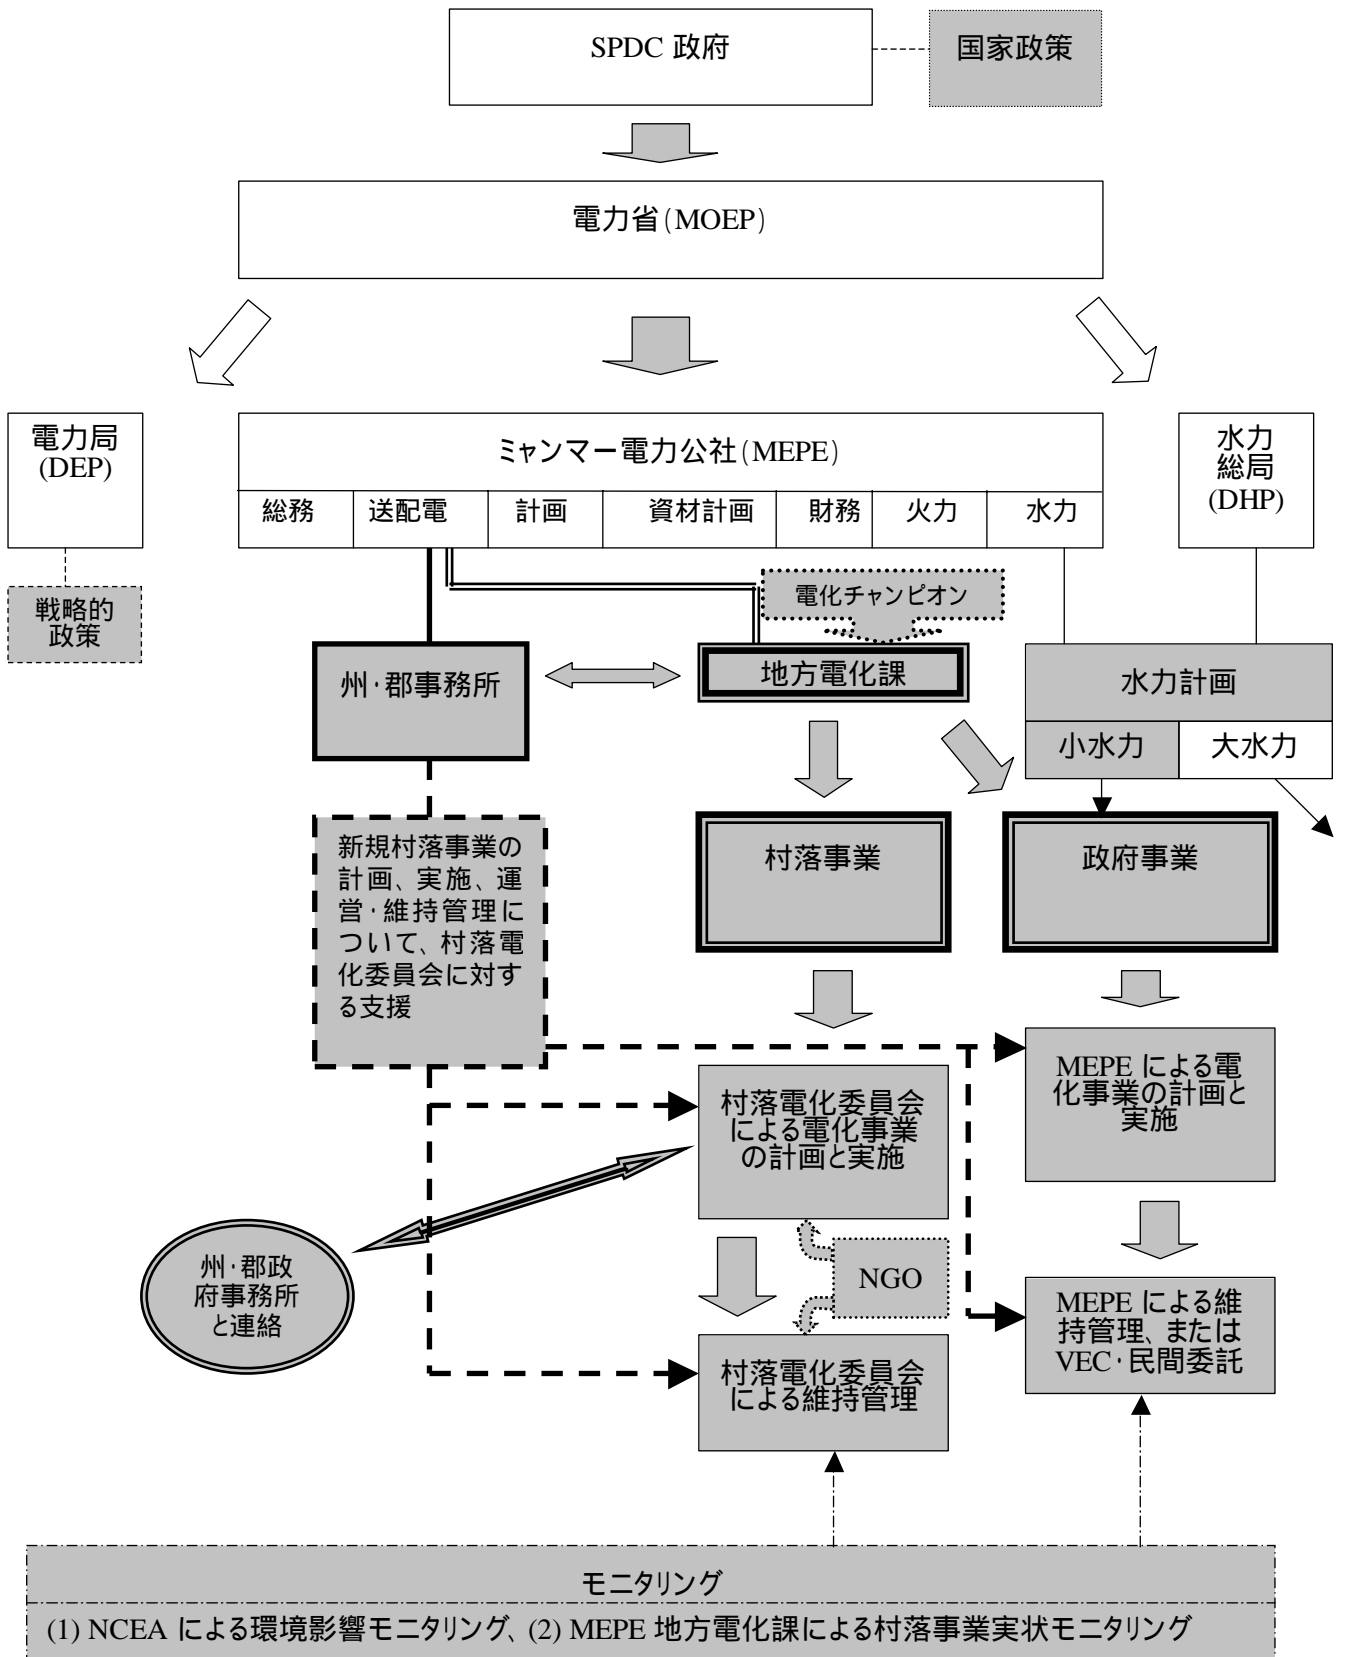 SPDC 政府
国家政策
電力省(MOEP)
電力局
(DEP)
ミャンマー電力公社(MEPE)
水力
総局
(DHP)
総務
送配電
計画
資材計画
財務
火力
水力
戦略的
政策
電化チャンピオン
州･郡事務所
地方電化課
水力計画
小水力
大水力
新規村落事業の
計画、実施、運
営･維持管理に
ついて、村落電
化委員会に対す
る支援
村落事業
政府事業
村落電化委員会
による電化事業
の計画と実施
MEPE による電
化事業の計画と
実施
州･郡政
府事務所
と連絡
NGO
村落電化委員会
による維持管理
MEPE による維
持管理、または
VEC･民間委託
モニタリング
(1) NCEA による環境影響モニタリング、(2) MEPE 地方電化課による村落事業実状モニタリング